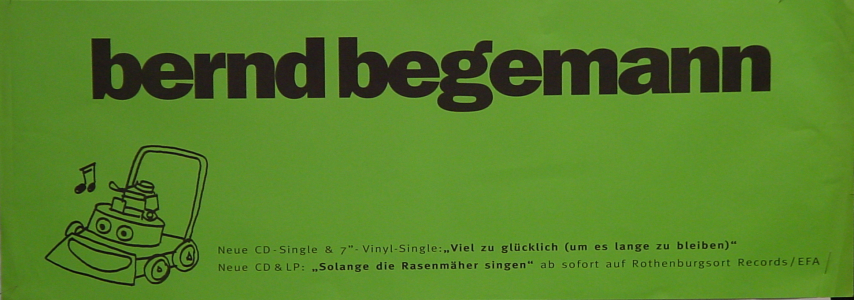 bernd begemann
Neue CD-Single & 7"-Vinyl-Single: „Viel zu glücklich (um es lange zu bleiben)“
Neue CD & LP: „Solange die Rasenmäher singen“ ab sofort auf Rothenburgsort Records/EFA